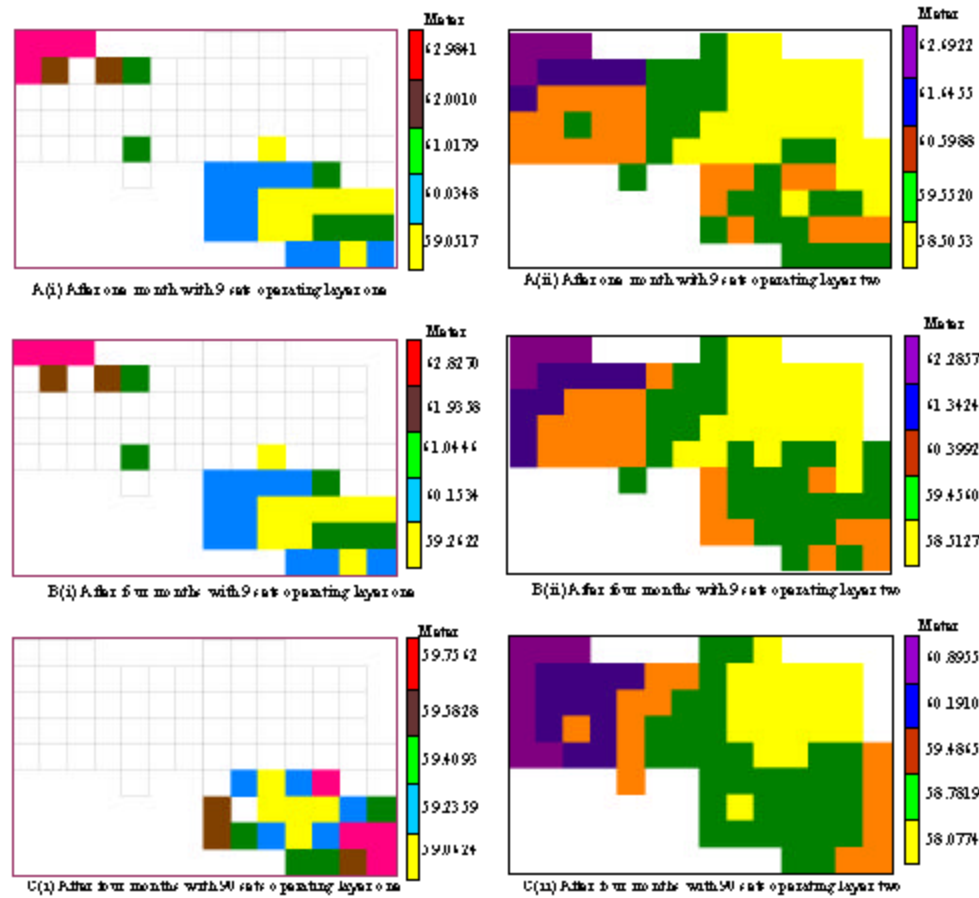 Meter
62.9841
62.0010
61.0179
60.0348
59.0517
A(i) After one month with 9 sets operating layer one
Meter
62.6922
61.6455
60.5988
59.5520
58.5053
A(ii) After one month with 9 sets operating layer two
Meter
62.8270
61.9358
61.0446
60.1534
59.2622
B(i) After four months with 9 sets operating layer one
Meter
62.2857
61.3424
60.3992
59.4560
58.5127
B(ii) After four months with 9 sets operating layer two
Meter
59.7562
59.5828
59.4093
59.2359
59.0624
C(i) After four months with 90 sets operating layer one
Meter
60.8955
60.1910
59.4865
58.7819
58.0774
C(ii) After four months with 90 sets operating layer two